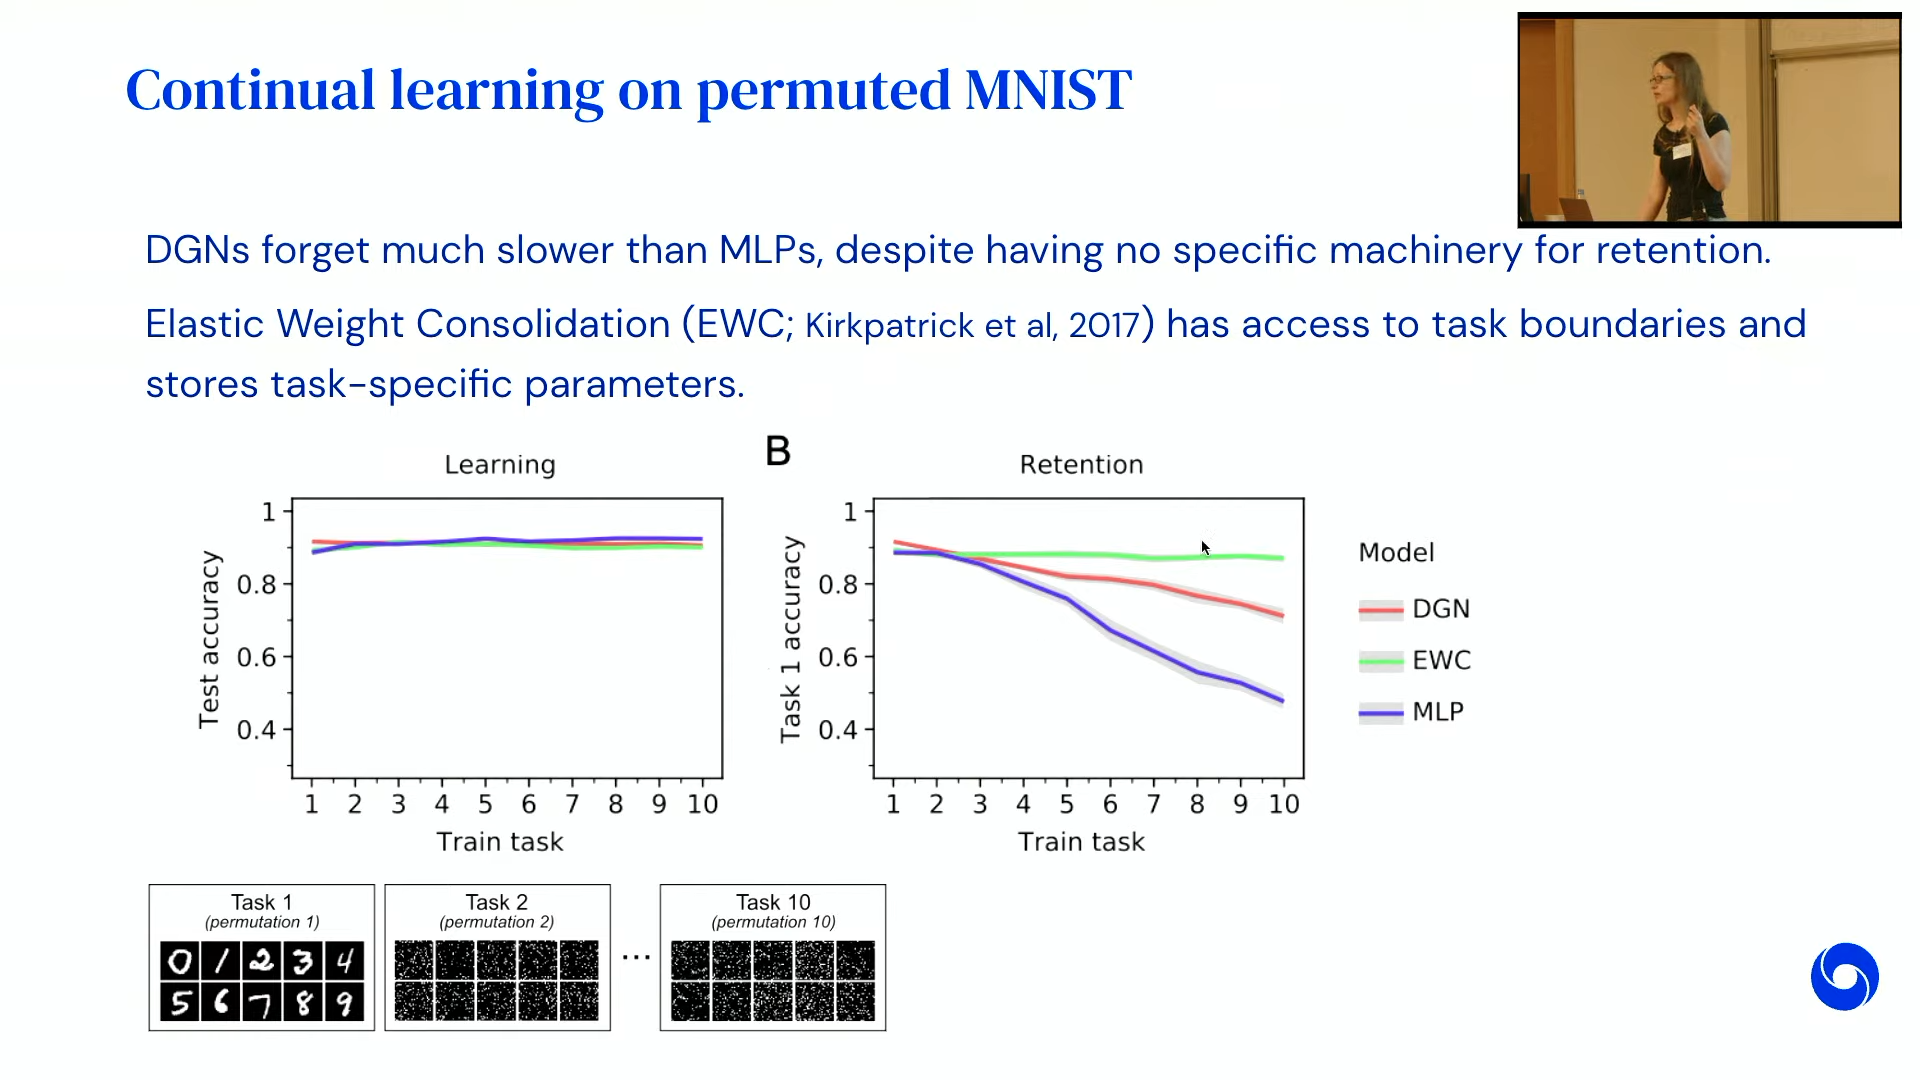 Continual learning on permuted MNIST
DGNs forget much slower than MLPs, despite having no specific machinery for retention.
Elastic Weight Consolidation (EWC; Kirkpatrick et al, 2017) has access to task boundaries and
stores task-specific parameters.
Learning
Test accuracy
1
0.8
0.6
0.4
1 2 3 4 5 6 7 8 9 10
Train task
B
Retention
Task 1 accuracy
1
0.8
0.6
0.4
1 2 3 4 5 6 7 8 9 10
Train task
Model
DGN
EWC
MLP
Task 1
(permutation 1)
0 1 2 3 4
5 6 7 8 9
Task 2
(permutation 2)
...
Task 10
(permutation 10)